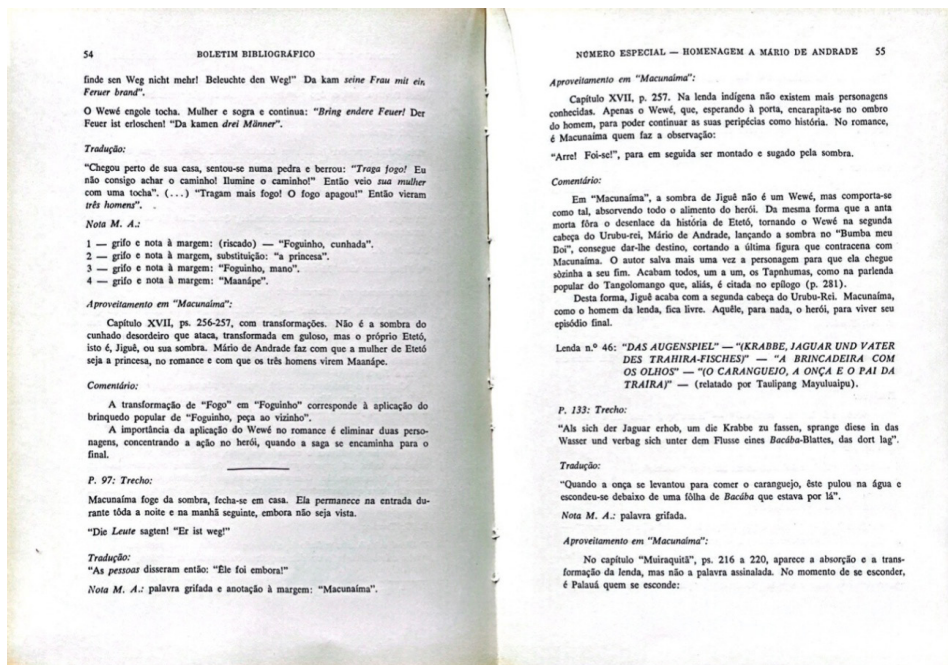 54
BOLETIM BIBLIOGRÁFICO
finde sen Weg nicht mehr! Beleuchte den Weg!" Da kam seine Frau mit ein
Feruer brand".
O Wewé engole tocha. Mulher e sogra e continua: "Bring endere Feuer! Der
Feuer ist erloschen! "Da kamen drei Männer".
Tradução:
"Chegou perto de sua casa, sentou-se numa pedra e berrou: "Traga fogo! Eu
não consigo achar o caminho! Ilumine o caminho!" Então veio sua mulher
com uma tocha". (...) "Tragam mais fogo! O fogo apagou!" Então vieram
três homens".
Nota M. A.:
1 — grifo e nota à margem: (riscado) — "Foguinho, cunhada".
2 — grifo e nota à margem, substituição: "a princesa".
3 — grifo e nota à margem: "Foguinho, mano".
4 — grifo e nota à margem: "Maanápe".
Aproveitamento em "Macunaíma":
Capítulo XVII, ps. 256-257, com transformações. Não é a sombra do
cunhado desordeiro que ataca, transformada em guloso, mas o próprio Etetó,
isto é, Jiguê, ou sua sombra. Mário de Andrade faz com que a mulher de Etetó
seja a princesa, no romance e com que os três homens virem Maanápe.
Comentário:
A transformação de "Fogo" em "Foguinho" corresponde à aplicação do
brinquedo popular de "Foguinho, peça ao vizinho".
A importância da aplicação do Wewé no romance é eliminar duas perso-
nagens, concentrando a ação no herói, quando a saga se encaminha para o
final.
P. 97: Trecho:
Macunaíma foge da sombra, fecha-se em casa. Ela permanece na entrada du-
rante tôda a noite e na manhã seguinte, embora não seja vista.
"Die Leute sagten! "Er ist weg!"
Tradução:
"As pessoas disseram então: "Êle foi embora!"
Nota M. A.: palavra grifada e anotação à margem: "Macunaíma".
NÚMERO ESPECIAL — HOMENAGEM A MÁRIO DE ANDRADE 55
Aproveitamento em "Macunaíma":
Capítulo XVII, p. 257. Na lenda indígena não existem mais personagens
conhecidas. Apenas o Wewé, que, esperando à porta, encarapita-se no ombro
do homem, para poder continuar as suas peripécias como história. No romance,
é Macunaíma quem faz a observação:
"Arre! Foi-se!", para em seguida ser montado e sugado pela sombra.
Comentário:
Em "Macunaíma", a sombra de Jiguê não é um Wewé, mas comporta-se
como tal, absorvendo todo o alimento do herói. Da mesma forma que a anta
morta fôra o desenlace da história de Etetó, tornando o Wewé na segunda
cabeça do Urubu-rei, Mário de Andrade, lançando a sombra no "Bumba meu
Boi", consegue dar-lhe destino, cortando a última figura que contracena com
Macunaíma. O autor salva mais uma vez a personagem para que ela chegue
sòzinha a seu fim. Acabam todos, um a um, os Tapnhumas, como na parlenda
popular do Tangolomango que, aliás, é citada no epílogo (p. 281).
Desta forma, Jiguê acaba com a segunda cabeça do Urubu-Rei. Macunaíma,
como o homem da lenda, fica livre. Aquêle, para nada, o herói, para viver seu
episódio final.
Lenda n.º 46: "DAS AUGENSPIEL" — "(KRABBE, JAGUAR UND VATER
DES TRAHIRA-FISCHES)" — "A BRINCADEIRA COM
OS OLHOS" — "(O CARANGUEJO, A ONÇA E O PAI DA
TRAIRA)" — (relatado por Taulipang Mayuluaipu).
P. 133: Trecho:
"Als sich der Jaguar erhob, um die Krabbe zu fassen, sprange diese in das
Wasser und verbag sich unter dem Flusse eines Bacába-Blattes, das dort lag".
Tradução:
"Quando a onça se levantou para comer o caranguejo, êste pulou na água e
escondeu-se debaixo de uma fôlha de Bacába que estava por lá".
Nota M. A.: palavra grifada.
Aproveitamento em "Macunaíma":
No capítulo "Muiraquitã", ps. 216 a 220, aparece a absorção e a trans-
formação da lenda, mas não a palavra assinalada. No momento de se esconder,
é Palauá quem se esconde: